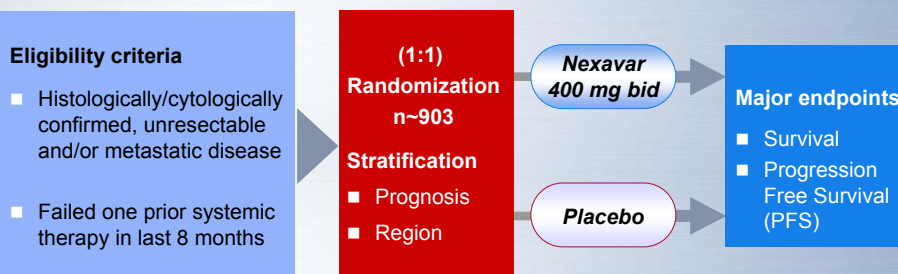 Eligibility criteria
Histologically/cytologically
confirmed, unresectable
and/or metastatic disease
Failed one prior systemic
therapy in last 8 months
(1:1)
Randomization
n~903
Stratification
Prognosis
Region
Nexavar
400 mg bid
Placebo
Major endpoints
Survival
Progression
Free Survival
(PFS)